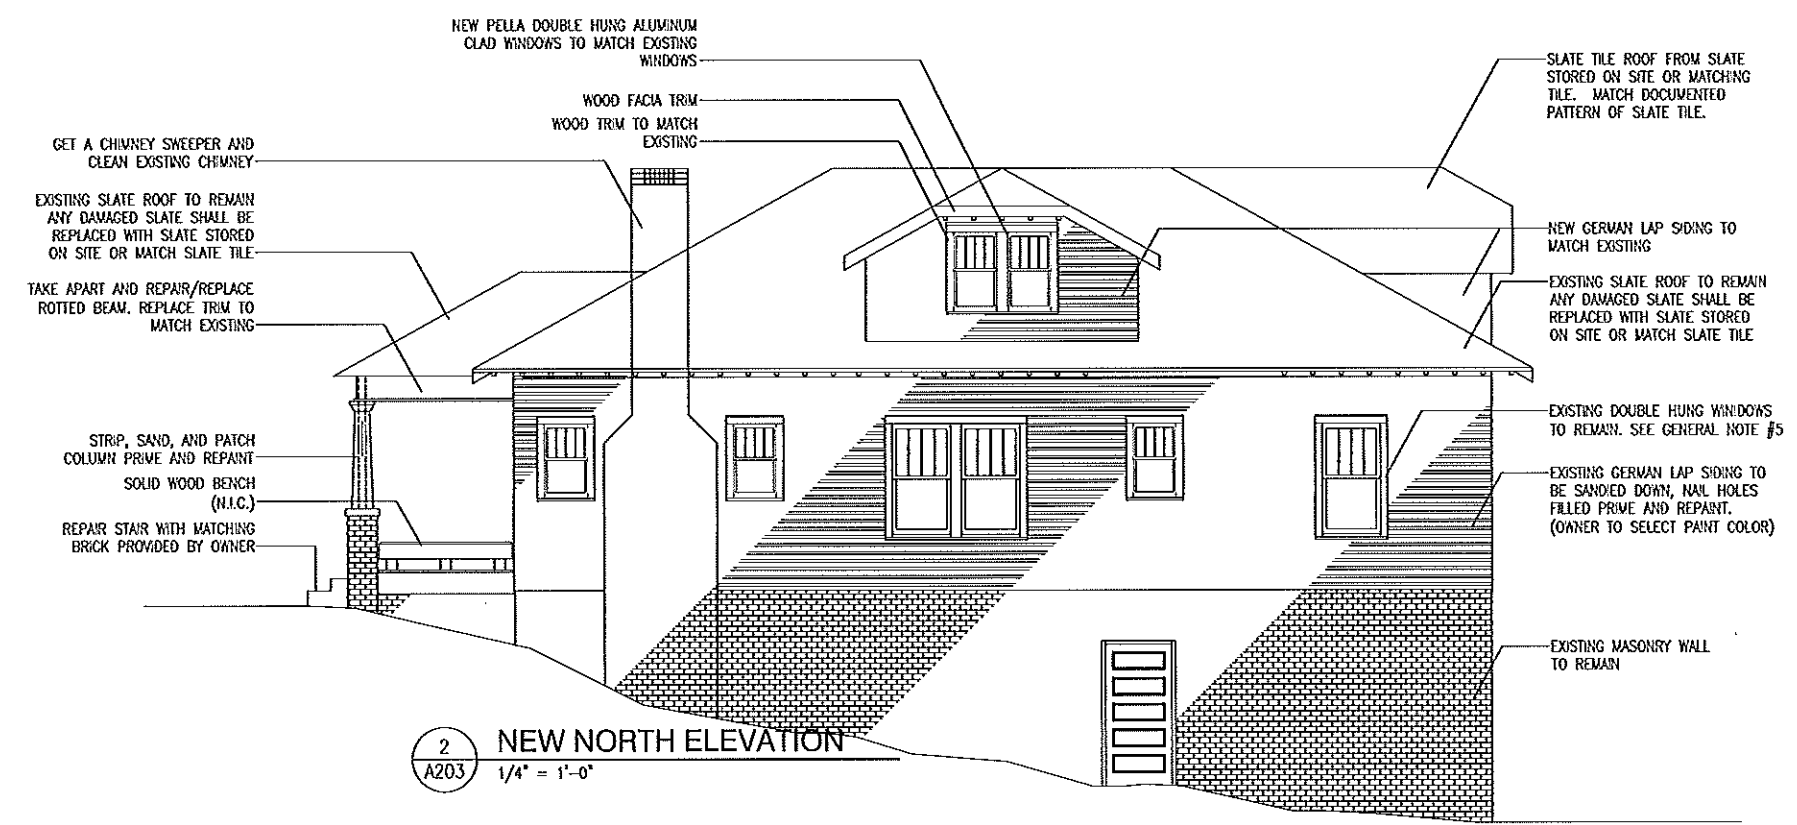 NEW PELLA DOUBLE HUNG ALUMINUM
CLAD WINDOWS TO MATCH EXISTING
WINDOWS
WOOD FACIA TRIM
WOOD TRIM TO MATCH
EXISTING
GET A CHIMNEY SWEEPER AND
CLEAN EXISTING CHIMNEY
EXISTING SLATE ROOF TO REMAIN
ANY DAMAGED SLATE SHALL BE
REPLACED WITH SLATE STORED
ON SITE OR MATCH SLATE TILE
TAKE APART AND REPAIR/REPLACE
ROTTED BEAM. REPLACE TRIM TO
MATCH EXISTING
STRIP, SAND, AND PATCH
COLUMN PRIME AND REPAINT
SOLID WOOD BENCH
(N.I.C.)
REPAIR STAIR WITH MATCHING
BRICK PROVIDED BY OWNER
SLATE TILE ROOF FROM SLATE
STORED ON SITE OR MATCHING
TILE. MATCH DOCUMENTED
PATTERN OF SLATE TILE.
NEW GERMAN LAP SIDING TO
MATCH EXISTING
EXISTING SLATE ROOF TO REMAIN
ANY DAMAGED SLATE SHALL BE
REPLACED WITH SLATE STORED
ON SITE OR MATCH SLATE TILE
EXISTING DOUBLE HUNG WINDOWS
TO REMAIN. SEE GENERAL NOTE #5
EXISTING GERMAN LAP SIDING TO
BE SANDIED DOWN, NAIL HOLES
FILLED PRIME AND REPAINT.
(OWNER TO SELECT PAINT COLOR)
EXISTING MASONRY WALL
TO REMAIN
2
A203
NEW NORTH ELEVATION
1/4" = 1'-0"